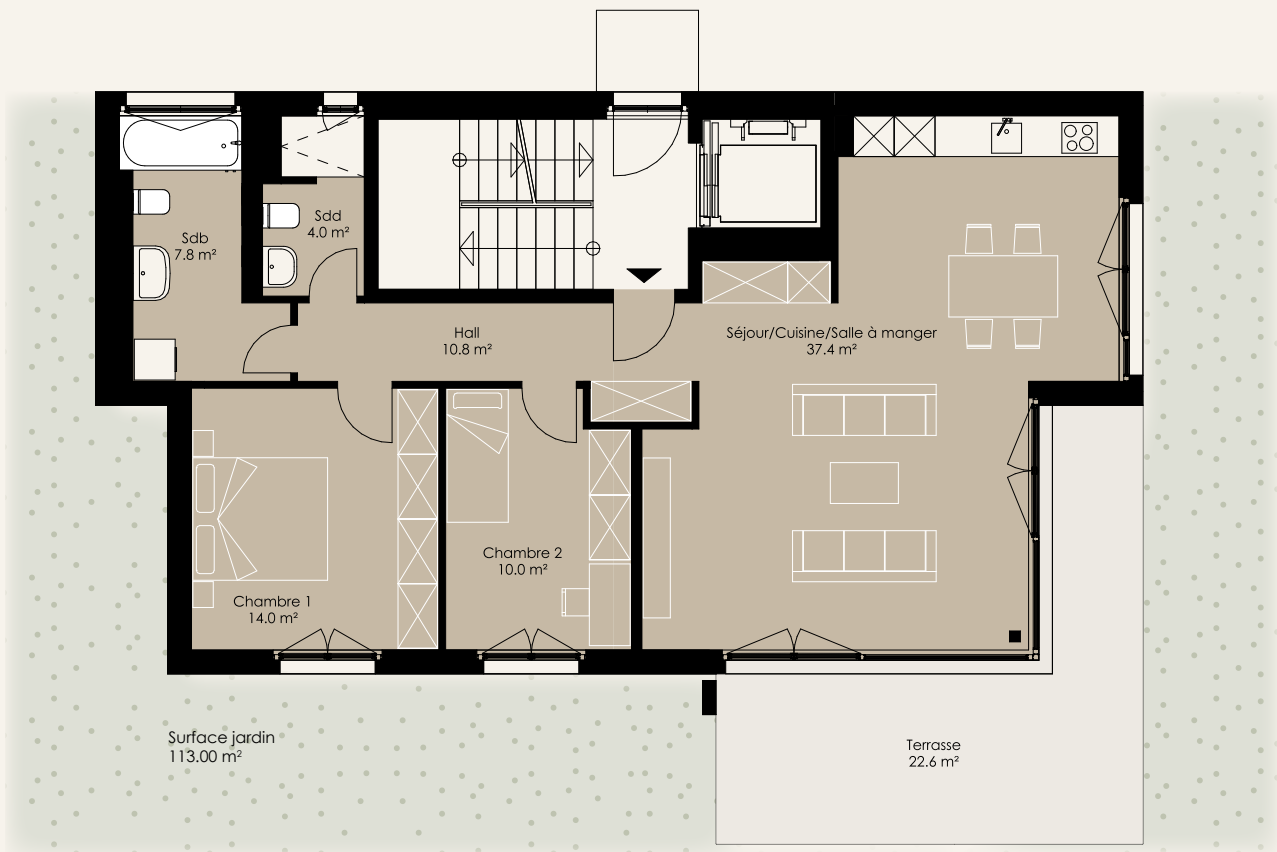 Sdd
4.0 m²
Sdb
7.8 m²
Hall
10.8 m²
Séjour/Cuisine/Salle à manger
37.4 m²
Chambre 2
10.0 m²
Chambre 1
14.0 m²
Surface jardin
113.00 m²
Terrasse
22.6 m²